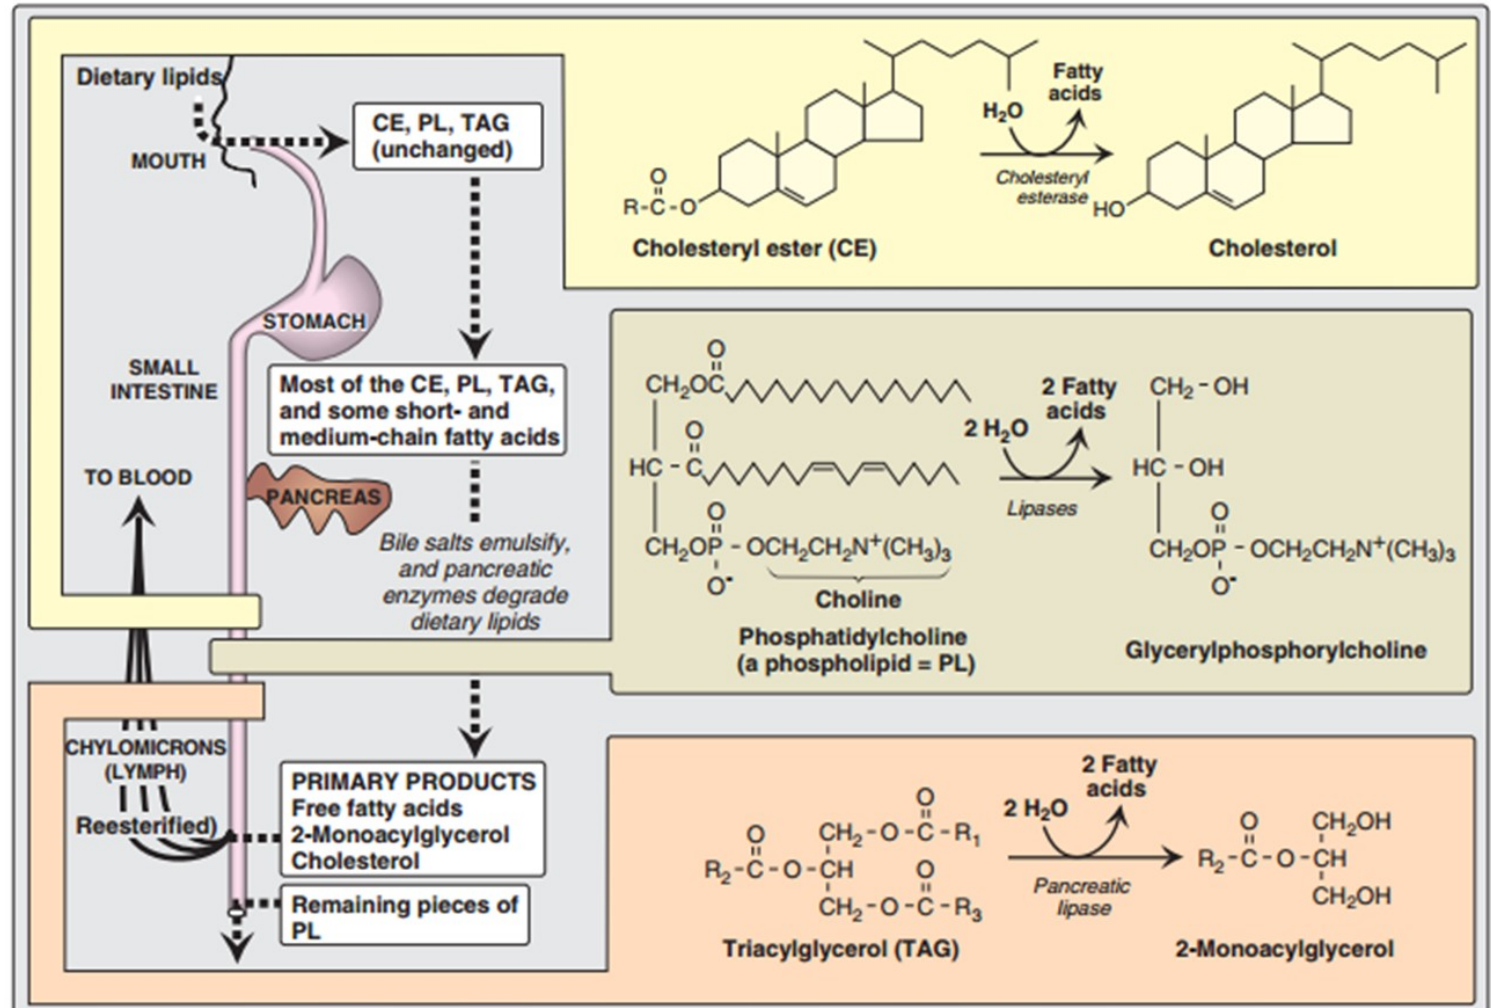 Dietary lipids
MOUTH
CE, PL, TAG
(unchanged)
STOMACH
SMALL
INTESTINE
Most of the CE, PL, TAG,
and some short- and
medium-chain fatty acids
TO BLOOD
PANCREAS
Bile salts emulsify,
and pancreatic
enzymes degrade
dietary lipids
CHYLOMICRONS
(LYMPH)
Reesterified)
PRIMARY PRODUCTS
Free fatty acids
2-Monoacylglycerol
Cholesterol
Remaining pieces of
PL
O
R-C-O
Cholesteryl ester (CE)
H₂O
Fatty
acids
Cholesteryl
esterase
HO
Cholesterol
O
CH₂OC
O
HC - C
O
CH₂OP - OCH₂CH₂N⁺(CH₃)₃
O⁻
Choline
Phosphatidylcholine
(a phospholipid = PL)
2 H₂O
2 Fatty
acids
Lipases
CH₂ - OH
HC - OH
O
CH₂OP - OCH₂CH₂N⁺(CH₃)₃
O⁻
Glycerylphosphorylcholine
O
CH₂-O-C-R₁
O
R₂-C-O-CH
O
CH₂-O-C-R₃
Triacylglycerol (TAG)
2 H₂O
2 Fatty
acids
Pancreatic
lipase
O
CH₂OH
R₂-C-O-CH
CH₂OH
2-Monoacylglycerol